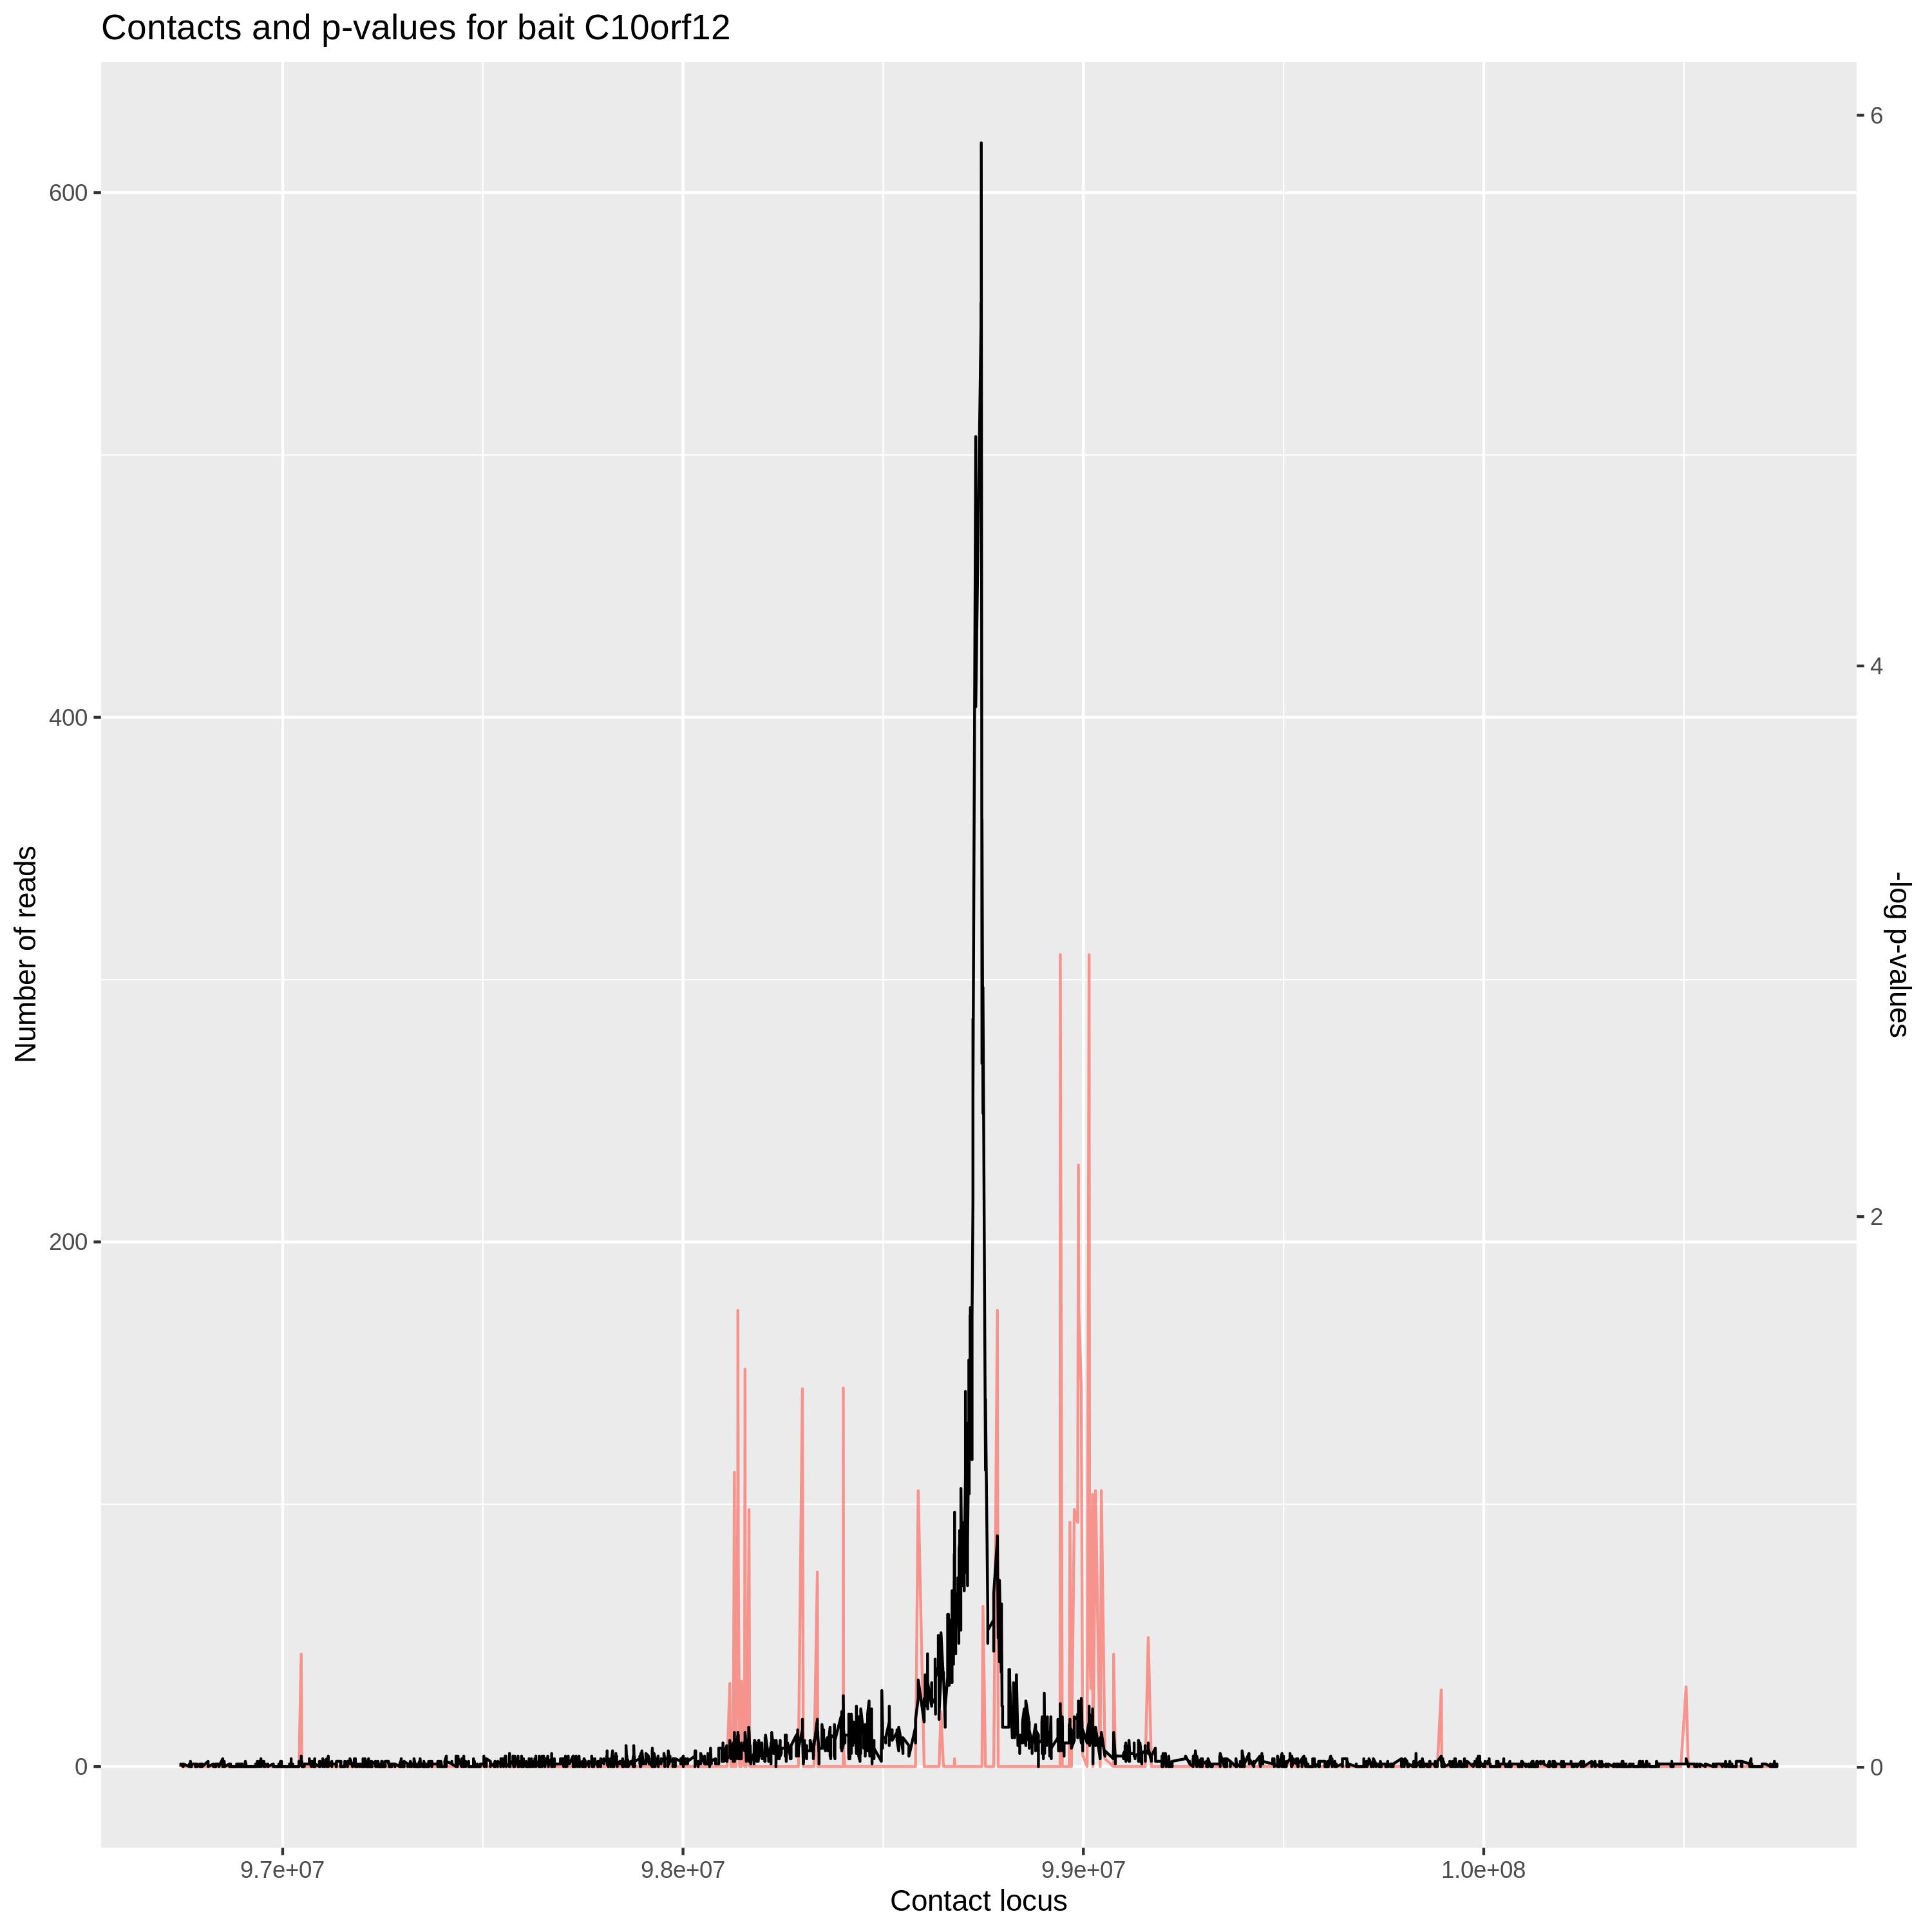 Contacts and p-values for bait C10orf12
6
600
4
400
Number of reads
-log p-values
2
200
0
0
9.7e+07
9.8e+07
9.9e+07
1.0e+08
Contact locus